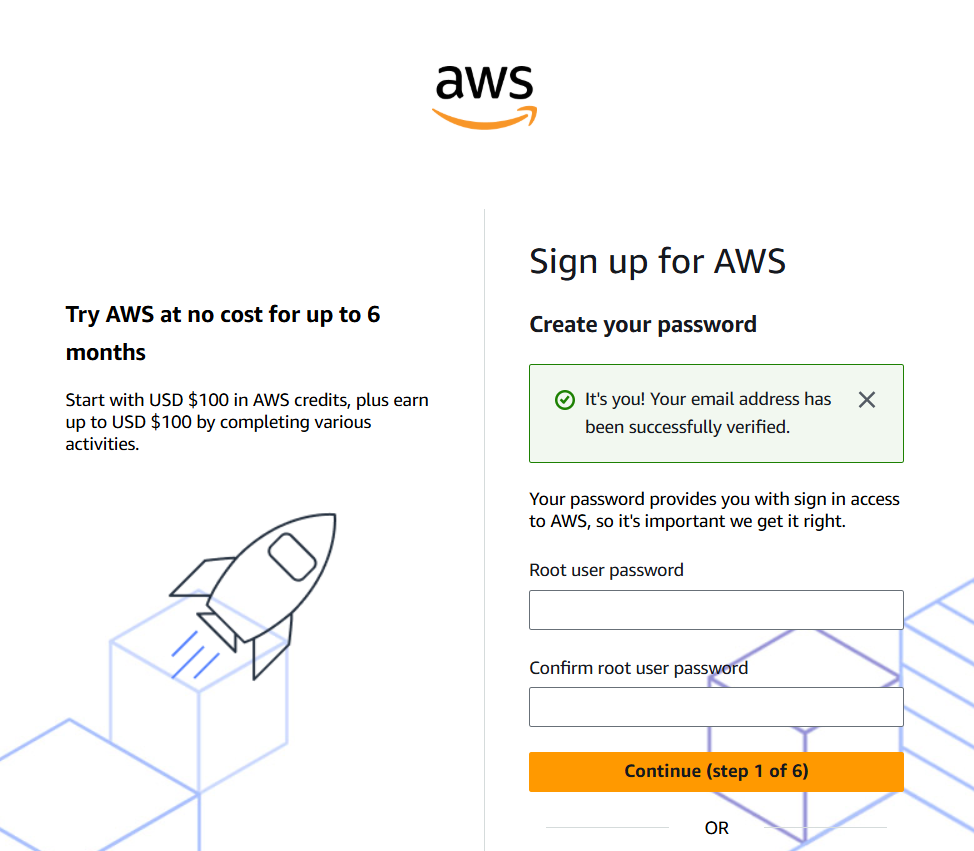 aws
Try AWS at no cost for up to 6
months
Start with USD $100 in AWS credits, plus earn
up to USD $100 by completing various
activities.
Sign up for AWS
Create your password
It's you! Your email address has
been successfully verified.
Your password provides you with sign in access
to AWS, so it's important we get it right.
Root user password
Confirm root user password
Continue (step 1 of 6)
OR